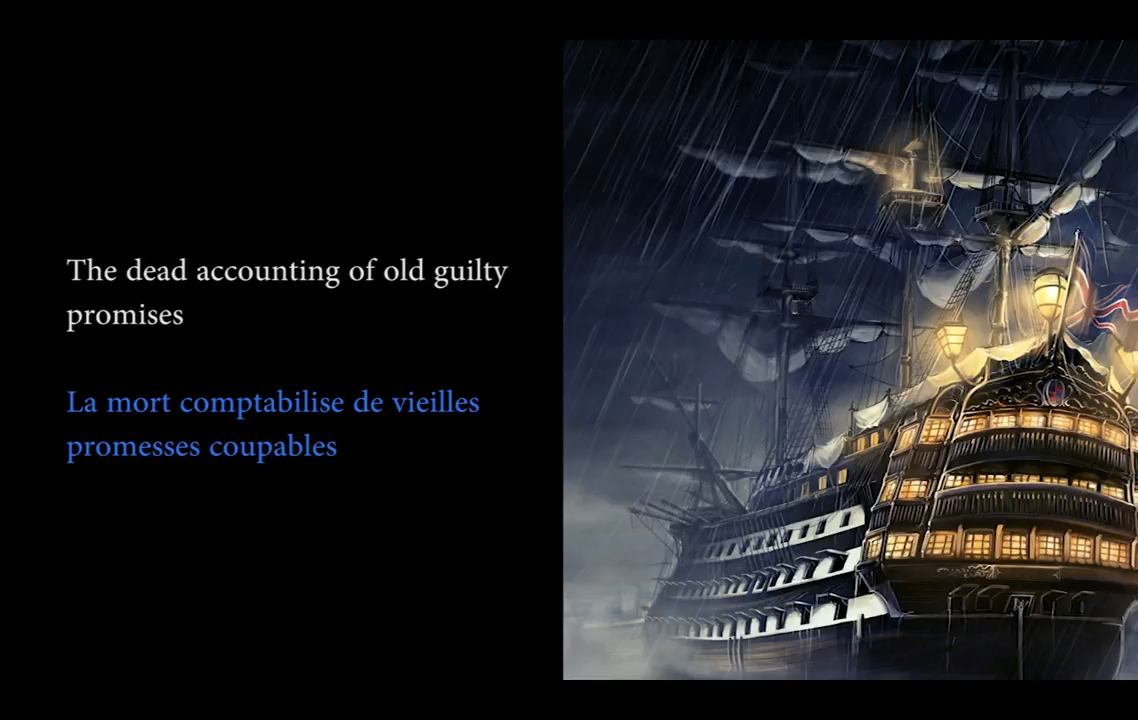 The dead accounting of old guilty
promises
La mort comptabilise de vieilles
promesses coupables